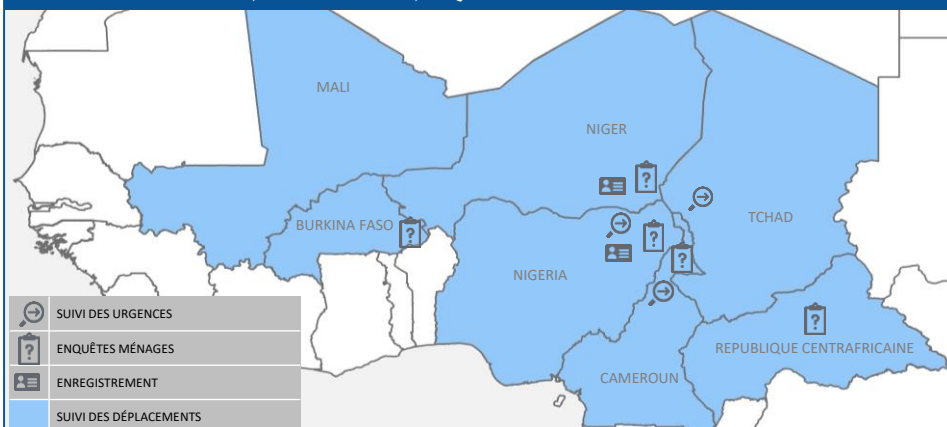 MALI
NIGER
TCHAD
BURKINA FASO
NIGERIA
SUIVI DES URGENCES
ENQUÊTES MÉNAGES
REPUBLIQUE CENTRAFRICAINE
CAMEROUN
ENREGISTREMENT
SUIVI DES DÉPLACEMENTS